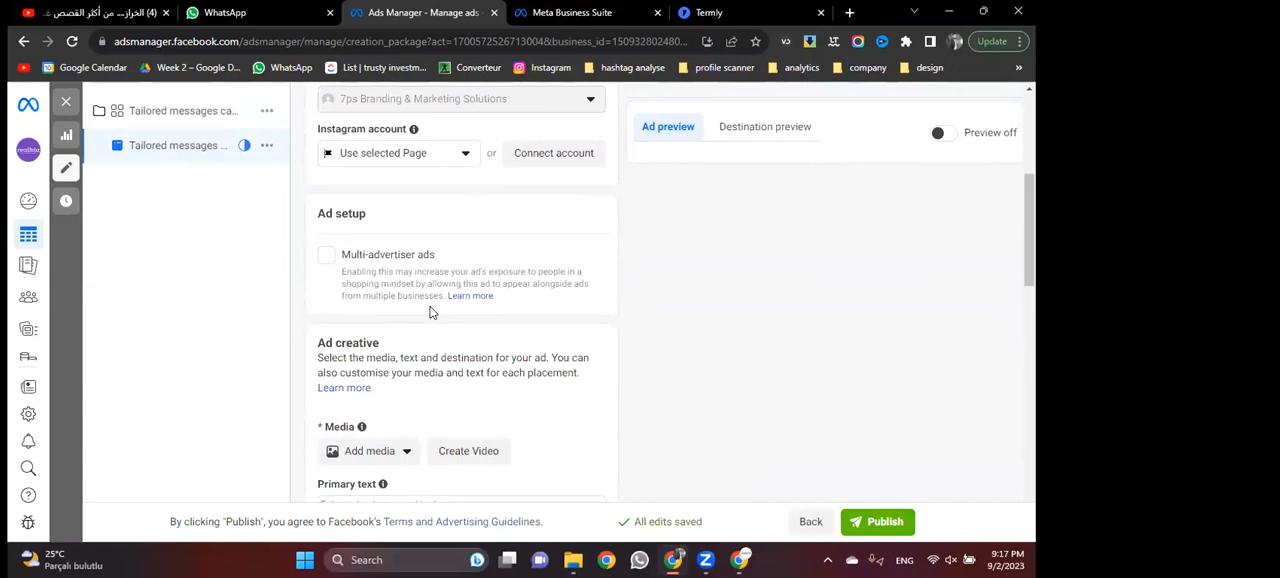 (4) الخراز... من أكثر القصص غ
WhatsApp
Ads Manager - Manage ads -
Meta Business Suite
Termly
adsmanager.facebook.com/adsmanager/manage/creation_package?act=1700572526713004&business_id=150932802480...
Update
Google Calendar
Week 2 – Google D...
WhatsApp
List | trusty investm...
Converteur
Instagram
hashtag analyse
profile scanner
analytics
company
design
»
Tailored messages ca...
Tailored messages ...
7ps Branding & Marketing Solutions
Instagram account
Use selected Page
or
Connect account
Ad setup
Multi-advertiser ads
Enabling this may increase your ad's exposure to people in a
shopping mindset by allowing this ad to appear alongside ads
from multiple businesses. Learn more
Ad creative
Select the media, text and destination for your ad. You can
also customise your media and text for each placement.
Learn more
* Media
Add media
Create Video
Primary text
Ad preview
Destination preview
Preview off
By clicking "Publish", you agree to Facebook's Terms and Advertising Guidelines.
All edits saved
Back
Publish
25°C
Parçalı bulutlu
Search
ENG
9:17 PM
9/2/2023